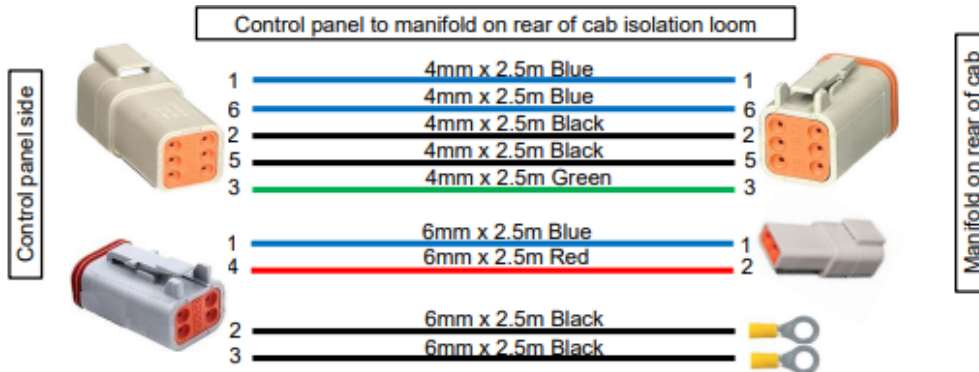 Control panel to manifold on rear of cab isolation loom
Control panel side
Manifold on rear of cab
1 4mm x 2.5m Blue 1
6 4mm x 2.5m Blue 6
2 4mm x 2.5m Black 2
5 4mm x 2.5m Black 5
3 4mm x 2.5m Green 3
1 6mm x 2.5m Blue 1
4 6mm x 2.5m Red 2
2 6mm x 2.5m Black
3 6mm x 2.5m Black